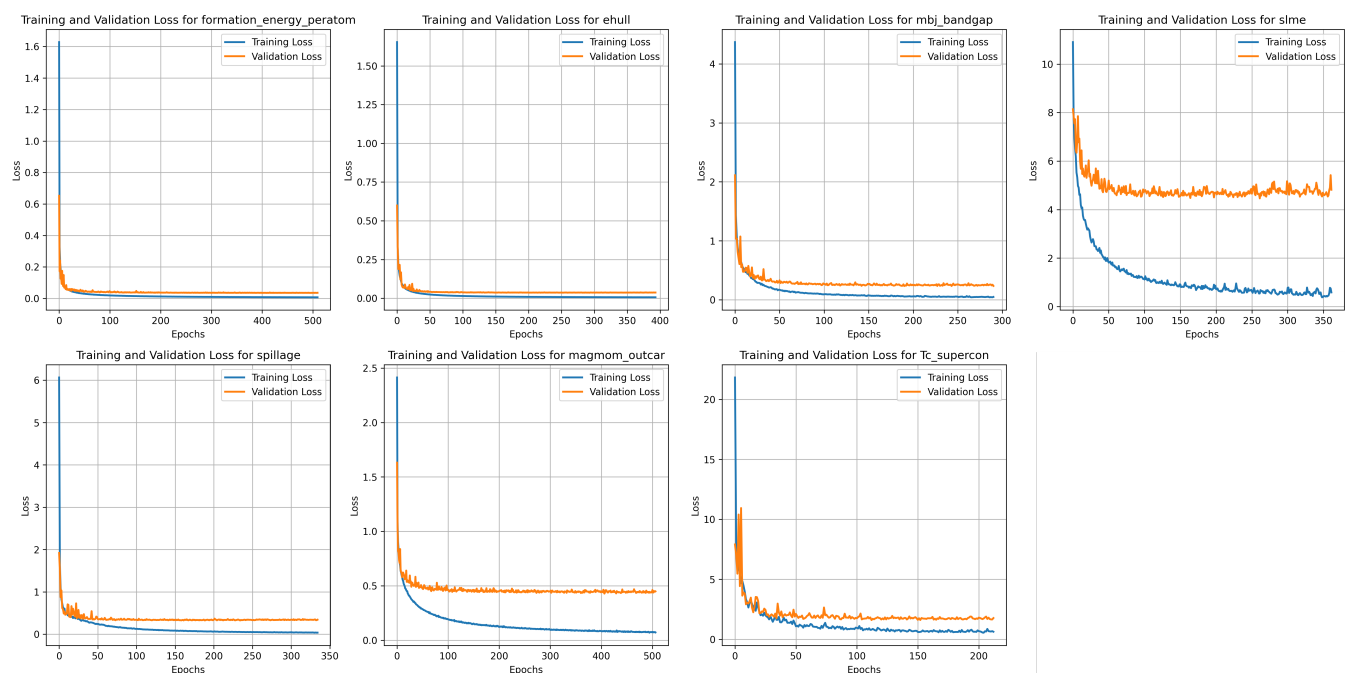 Training and Validation Loss for formation_energy_peratom
Training Loss
Validation Loss
1.6
1.4
1.2
1.0
0.8
0.6
0.4
0.2
0.0
Loss
0 100 200 300 400 500
Epochs
Training and Validation Loss for ehull
Training Loss
Validation Loss
1.50
1.25
1.00
0.75
0.50
0.25
0.00
Loss
0 50 100 150 200 250 300 350 400
Epochs
Training and Validation Loss for mbj_bandgap
Training Loss
Validation Loss
4
3
2
1
0
Loss
0 50 100 150 200 250 300
Epochs
Training and Validation Loss for slme
Training Loss
Validation Loss
10
8
6
4
2
0
Loss
0 50 100 150 200 250 300 350
Epochs
Training and Validation Loss for spillage
Training Loss
Validation Loss
6
5
4
3
2
1
0
Loss
0 50 100 150 200 250 300 350
Epochs
Training and Validation Loss for magmom_outcar
Training Loss
Validation Loss
2.5
2.0
1.5
1.0
0.5
0.0
Loss
0 100 200 300 400 500
Epochs
Training and Validation Loss for Tc_supercon
Training Loss
Validation Loss
20
15
10
5
0
Loss
0 50 100 150 200
Epochs